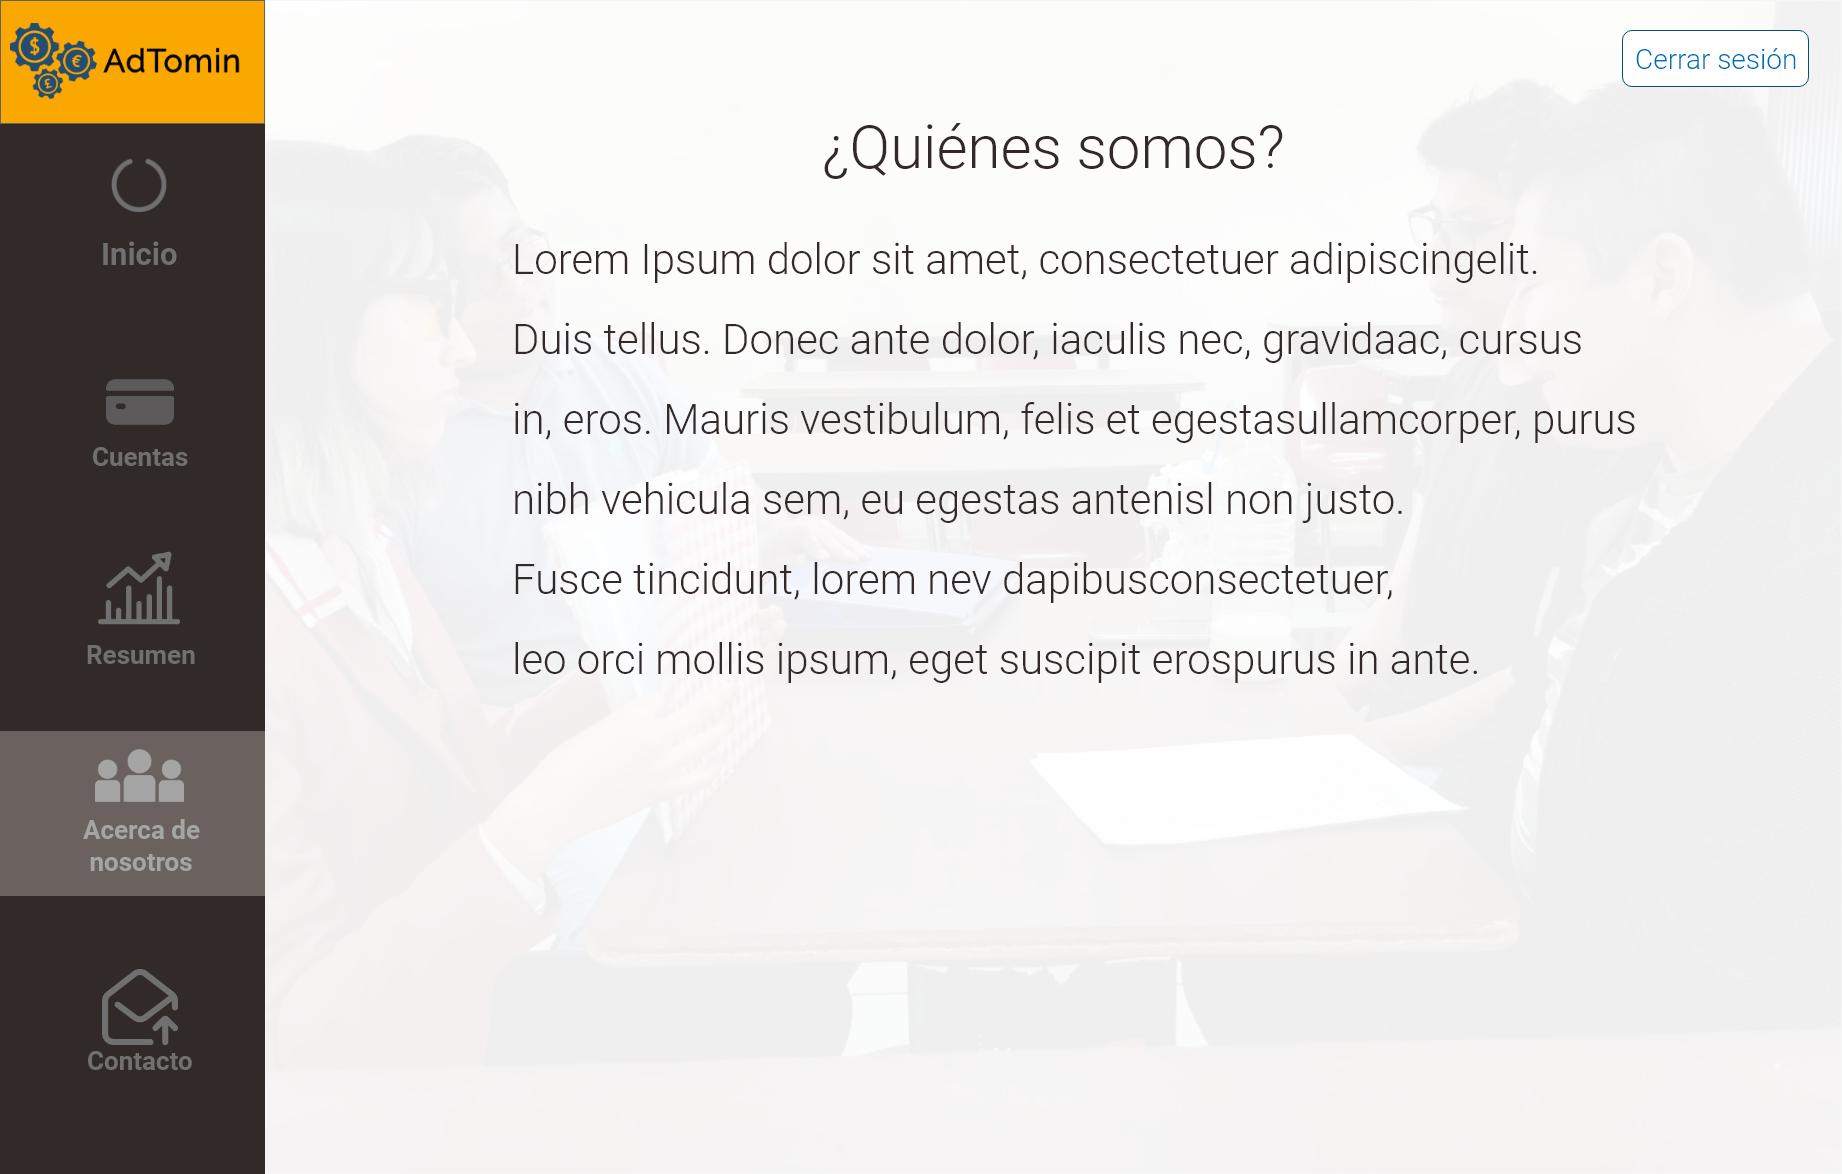 AdTomin
Cerrar sesión
Inicio
Cuentas
Resumen
Acerca de
nosotros
Contacto
¿Quiénes somos?
Lorem Ipsum dolor sit amet, consectetuer adipiscingelit.
Duis tellus. Donec ante dolor, iaculis nec, gravidaac, cursus
in, eros. Mauris vestibulum, felis et egestasullamcorper, purus
nibh vehicula sem, eu egestas antenisl non justo.
Fusce tincidunt, lorem nev dapibusconsectetuer,
leo orci mollis ipsum, eget suscipit erospurus in ante.